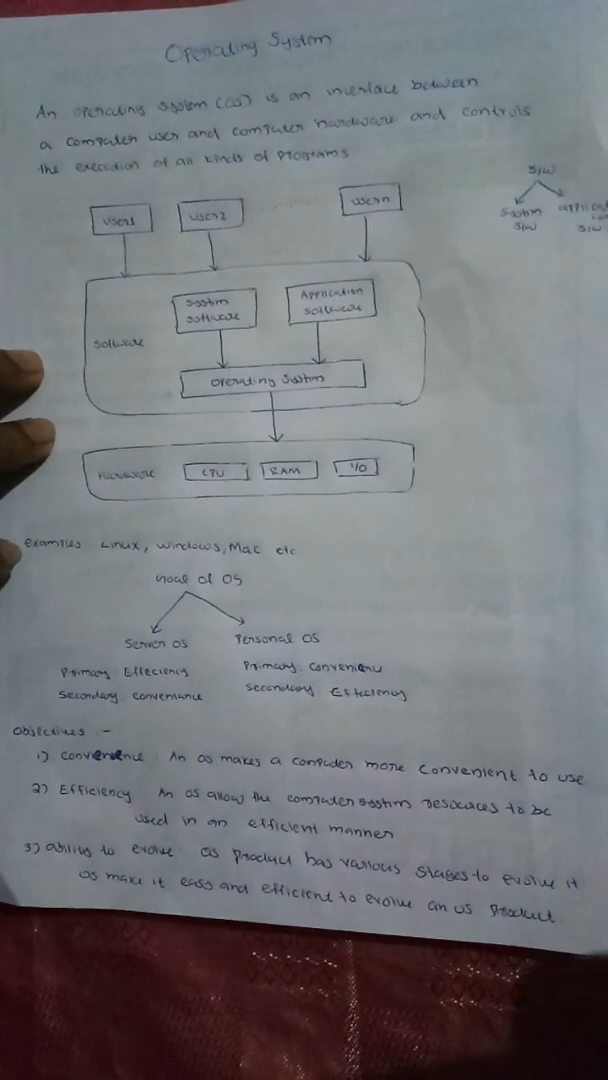 Operating System
An operating System (OS) is an interface between
a computer user and computer hardware and controls
the execution of all kinds of programs
S/W
System
S/W
S/W
User1
User2
User n
System
Software
Application
Software
Software
Operating System
Hardware
CPU
RAM
I/O
examples Linux, Windows, Mac etc
Goal of OS
Server OS
Personal OS
Primary Effeciency
Primary. Convenienu
Secondary. conveniance
Secondary Efficiency
Objectives -
1) convienence. An os makes a computer more convenient to use
2) Efficiency An os allow the computer system resources to be
used in an efficient manner
3) ability to evolve os product has various stages to evolve it
os make it easy and efficient to evolve an os product